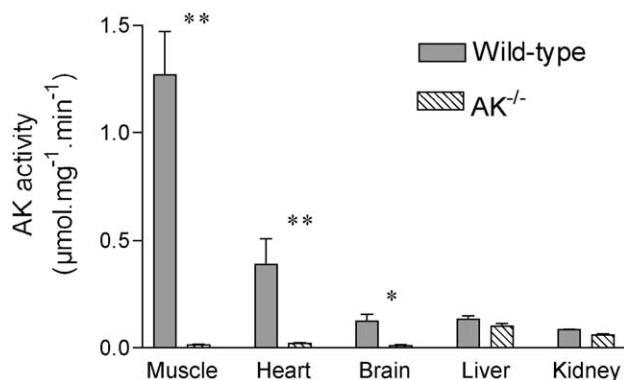 AK activity
(µmol.mg⁻¹.min⁻¹)
1.5
1.0
0.5
0.0
**
**
*
Wild-type
AK⁻/⁻
Muscle Heart Brain Liver Kidney